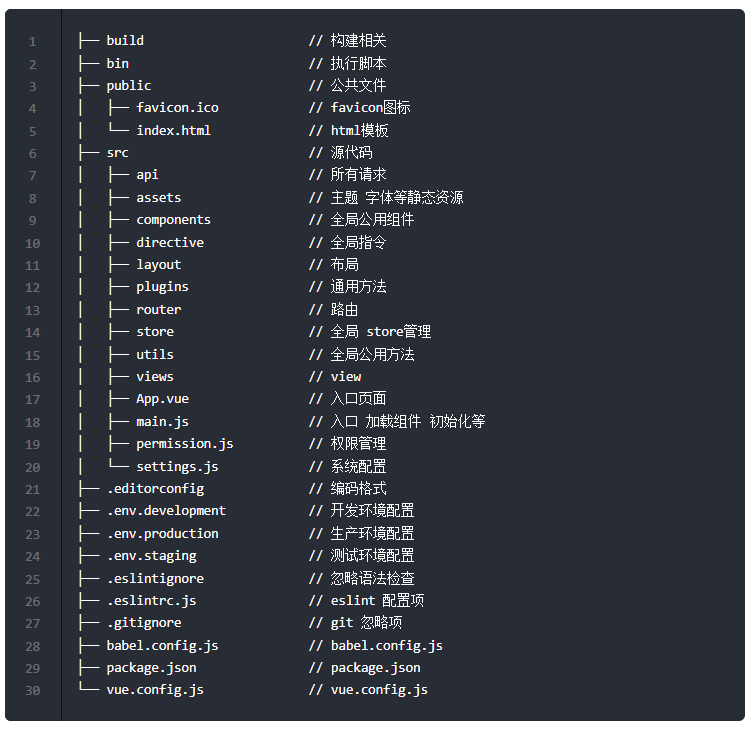 1 ├── build // 构建相关
2 ├── bin // 执行脚本
3 ├── public // 公共文件
4 │ ├── favicon.ico // favicon图标
5 │ └── index.html // html模板
6 ├── src // 源代码
7 │ ├── api // 所有请求
8 │ ├── assets // 主题 字体等静态资源
9 │ ├── components // 全局公用组件
10 │ ├── directive // 全局指令
11 │ ├── layout // 布局
12 │ ├── plugins // 通用方法
13 │ ├── router // 路由
14 │ ├── store // 全局 store管理
15 │ ├── utils // 全局公用方法
16 │ ├── views // view
17 │ ├── App.vue // 入口页面
18 │ ├── main.js // 入口 加载组件 初始化等
19 │ ├── permission.js // 权限管理
20 │ └── settings.js // 系统配置
21 ├── .editorconfig // 编码格式
22 ├── .env.development // 开发环境配置
23 ├── .env.production // 生产环境配置
24 ├── .env.staging // 测试环境配置
25 ├── .eslintignore // 忽略语法检查
26 ├── .eslintrc.js // eslint 配置项
27 ├── .gitignore // git 忽略项
28 ├── babel.config.js // babel.config.js
29 ├── package.json // package.json
30 └── vue.config.js // vue.config.js